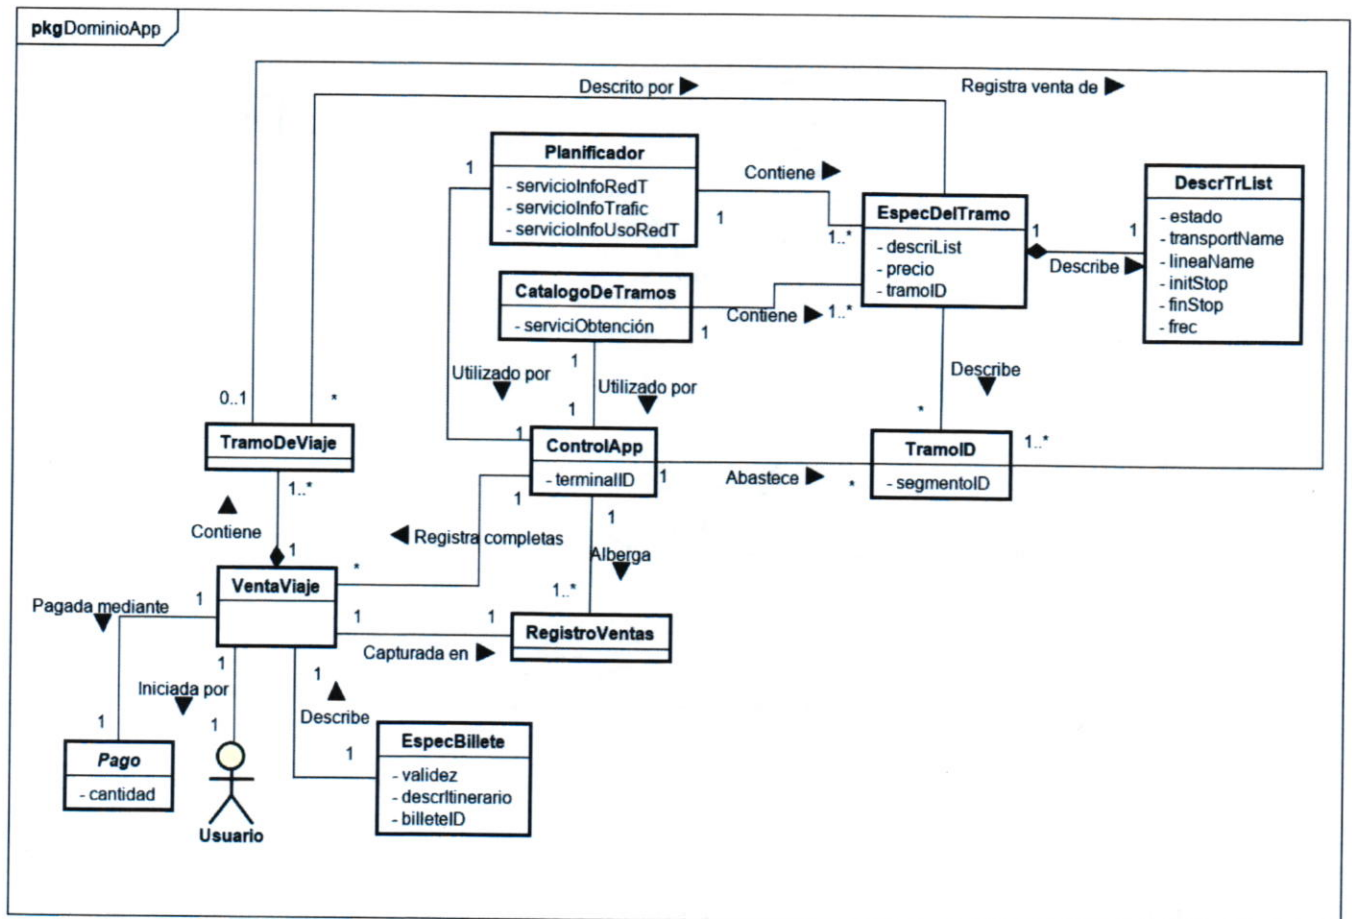 pkgDominioApp
Descrito por
Registra venta de
Planificador
- servicioInfoRedT
- servicioInfoTrafic
- servicioInfoUsoRedT
1
Contiene
1
1..*
EspecDelTramo
- descriList
- precio
- tramoID
1
1
Describe
DescrTrList
- estado
- transportName
- lineaName
- initStop
- finStop
- frec
CatalogoDeTramos
- serviciObtención
Contiene
1
1..*
1
Utilizado por
Utilizado por
1
1
Describe
*
0..1
*
TramoDeViaje
1..*
Contiene
1
ControlApp
- terminalID
1
Abastece
*
TramoID
- segmentoID
1..*
1
Registra completas
*
1
Alberga
1..*
VentaViaje
1
Pagada mediante
1
1
1
Capturada en
RegistroVentas
1
Iniciada por
1
1
Describe
1
Pago
- cantidad
Usuario
EspecBillete
- validez
- descrItinerario
- billeteID